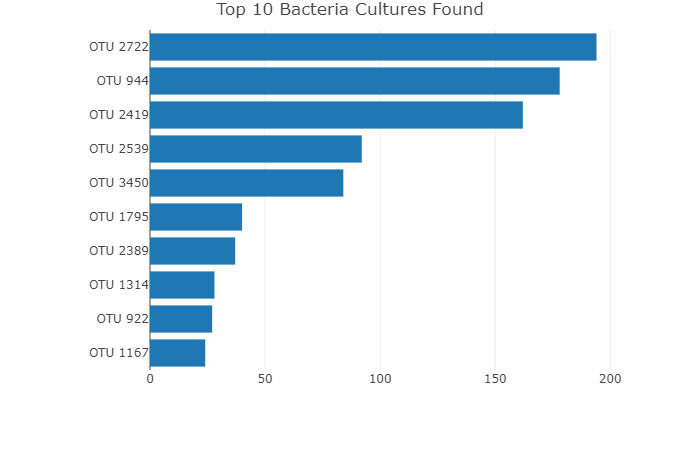 Top 10 Bacteria Cultures Found
OTU 2722
OTU 944
OTU 2419
OTU 2539
OTU 3450
OTU 1795
OTU 2389
OTU 1314
OTU 922
OTU 1167
0 50 100 150 200